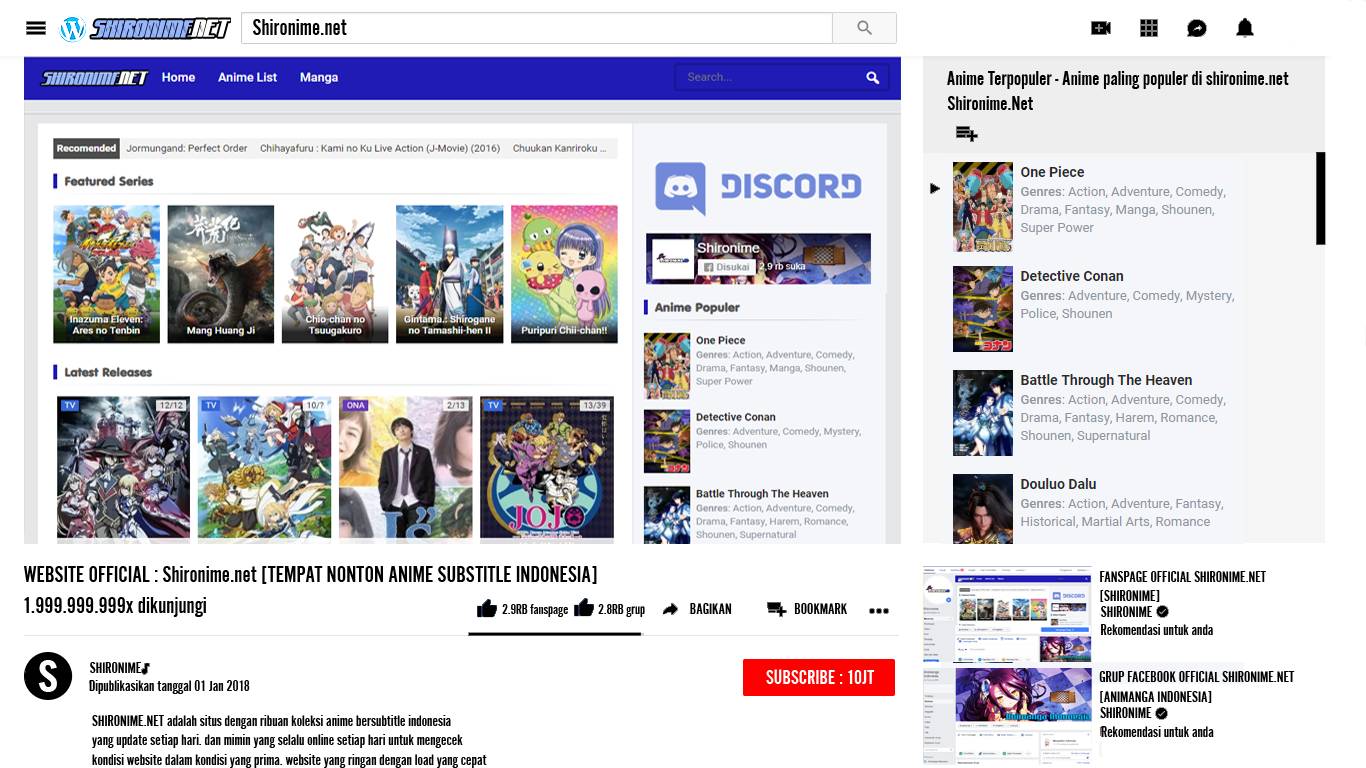 SHIRONIME.NET
Shironime.net
SHIRONIME.NET
Home
Anime List
Manga
Search...
Recomended
Jormungand: Perfect Order
Chihayafuru : Kami no Ku Live Action (J-Movie) (2016)
Chuukan Kanriroku ...
Featured Series
Inazuma Eleven:
Ares no Tenbin
Mang Huang Ji
Chio-chan no
Tsuugakuro
Gintama.: Shirogane
no Tamashii-hen II
Puripuri Chii-chan!!
Latest Releases
TV
12/12
TV
10/?
ONA
2/13
TV
13/39
JOJO
DISCORD
Shironime
Disukai
2,9 rb suka
Anime Populer
One Piece
Genres: Action, Adventure, Comedy,
Drama, Fantasy, Manga, Shounen,
Super Power
Detective Conan
Genres: Adventure, Comedy, Mystery,
Police, Shounen
Battle Through The Heaven
Genres: Action, Adventure, Comedy,
Drama, Fantasy, Harem, Romance,
Shounen, Supernatural
Anime Terpopuler - Anime paling populer di shironime.net
Shironime.Net
One Piece
Genres: Action, Adventure, Comedy,
Drama, Fantasy, Manga, Shounen,
Super Power
Detective Conan
Genres: Adventure, Comedy, Mystery,
Police, Shounen
Battle Through The Heaven
Genres: Action, Adventure, Comedy,
Drama, Fantasy, Harem, Romance,
Shounen, Supernatural
Douluo Dalu
Genres: Action, Adventure, Fantasy,
Historical, Martial Arts, Romance
WEBSITE OFFICIAL : Shironime.net [TEMPAT NONTON ANIME SUBSTITLE INDONESIA]
1.999.999.999x dikunjungi
2.9RB fanspage
2.8RB grup
BAGIKAN
BOOKMARK
S
SHIRONIME
Dipublikasikan tanggal 01 Jan 2018
SUBSCRIBE : 10JT
SHIRONIME.NET adalah situs dengan ribuan koleksi anime bersubtitle indonesia
yang update setiap hari. dan kami yang setiap hari akan selalu mengecek
kondisi website agar kondisi yang prima. website yang ringan dengan load yang cepat
FANSPAGE OFFICIAL SHIRONIME.NET
[SHIRONIME]
SHIRONIME
Rekomendasi untuk anda
GRUP FACEBOOK OFFICIAL SHIRONIME.NET
[ANIMANGA INDONESIA]
SHIRONIME
Rekomendasi untuk anda